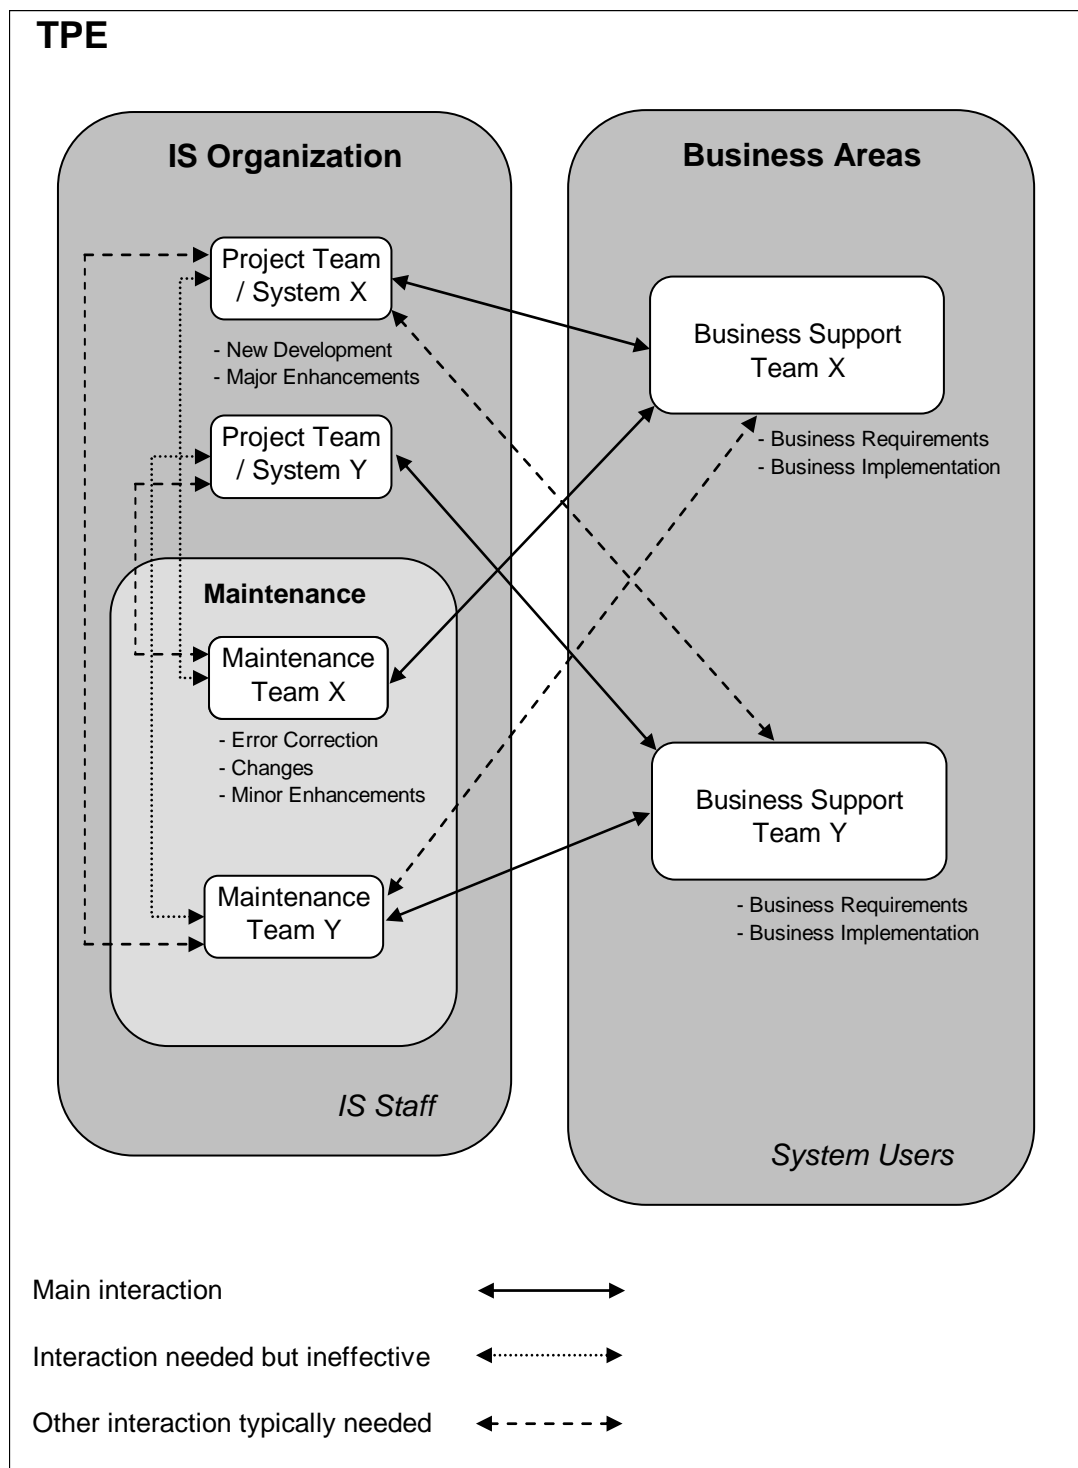 TPE
IS Organization
Project Team
/ System X
- New Development
- Major Enhancements
Project Team
/ System Y
Maintenance
Maintenance
Team X
- Error Correction
- Changes
- Minor Enhancements
Maintenance
Team Y
IS Staff
Business Areas
Business Support
Team X
- Business Requirements
- Business Implementation
Business Support
Team Y
- Business Requirements
- Business Implementation
System Users
Main interaction
Interaction needed but ineffective
Other interaction typically needed